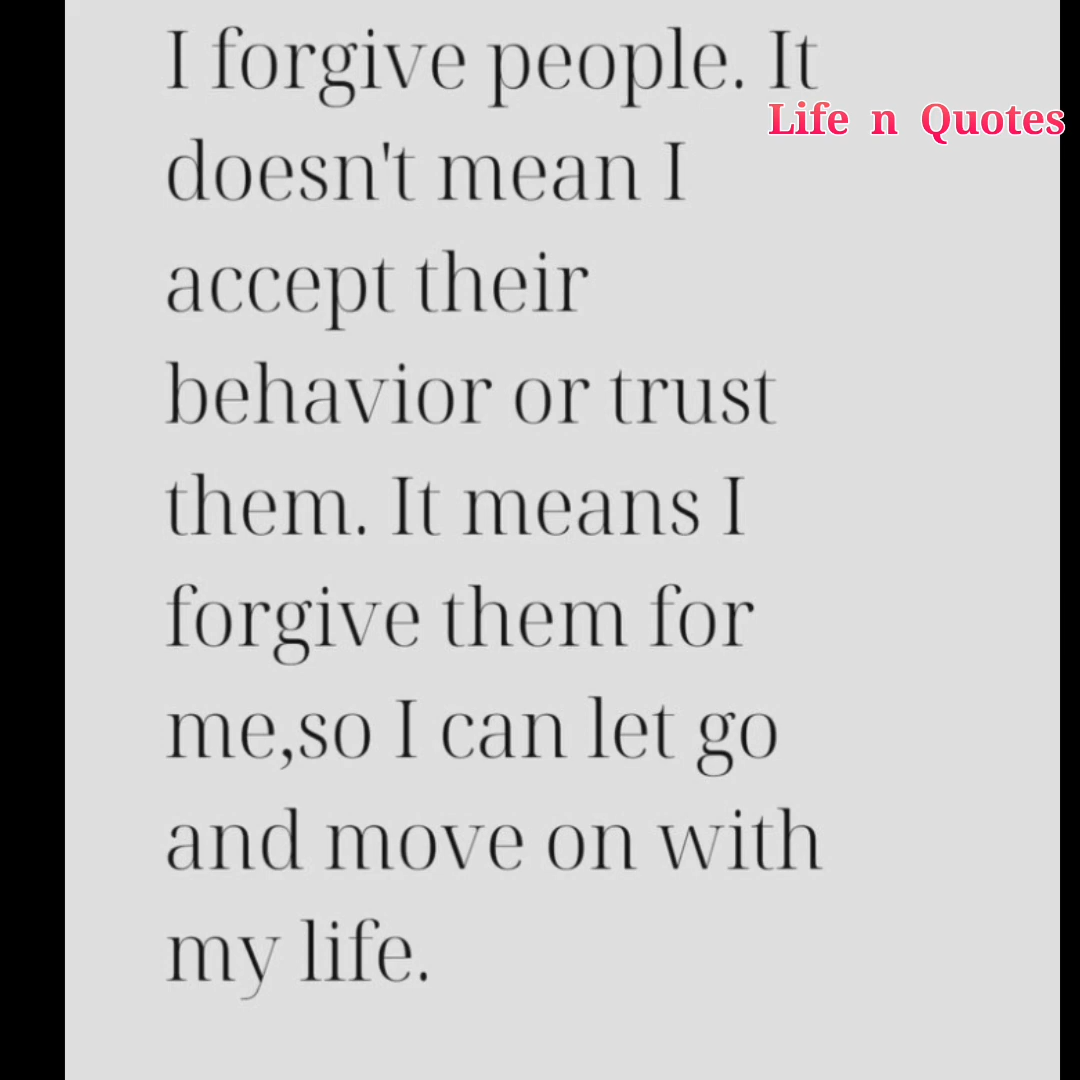 I forgive people. It
Life n Quotes
doesn't mean I
accept their
behavior or trust
them. It means I
forgive them for
me,so I can let go
and move on with
my life.